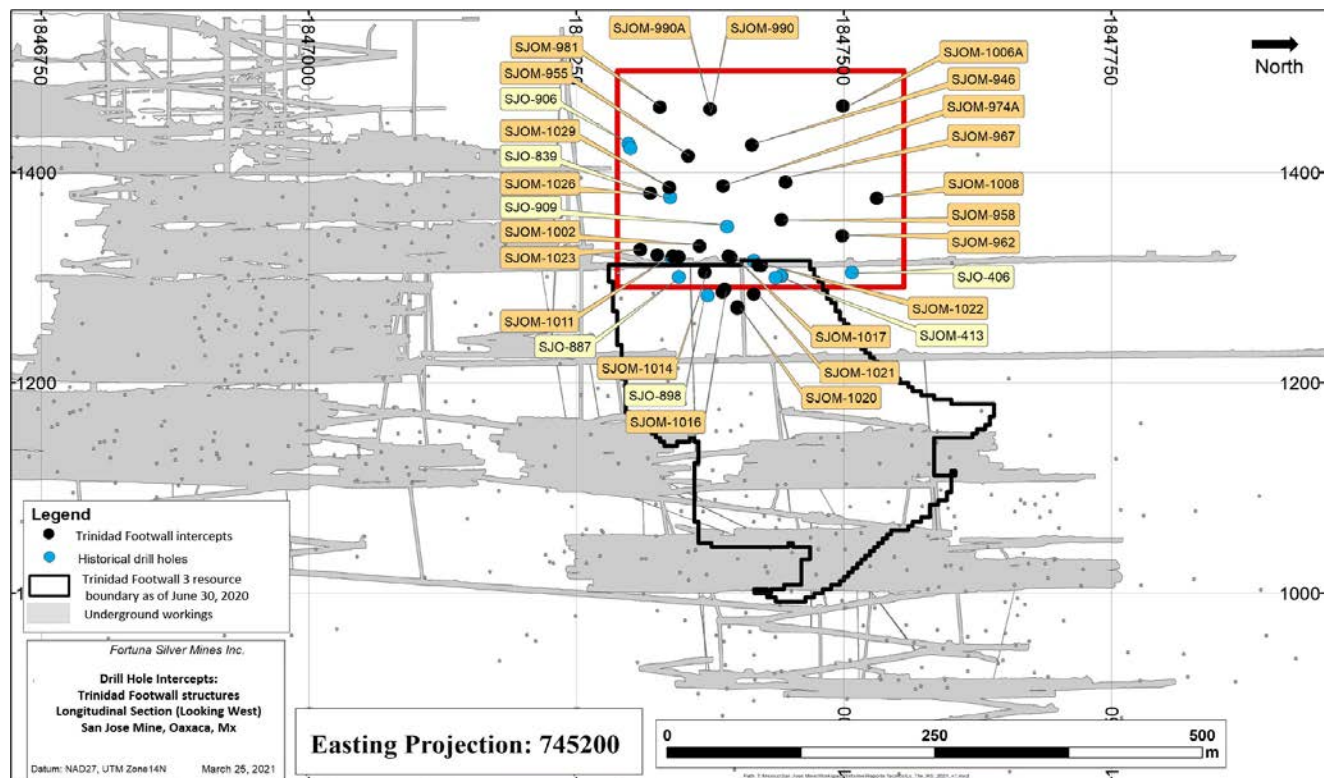 1846750
1847000
1847500
1847750
SJOM-990A
SJOM-990
SJOM-981
SJOM-1006A
SJOM-955
SJOM-946
North
SJO-906
SJOM-974A
SJOM-1029
SJOM-967
SJO-839
1400
1400
SJOM-1026
SJOM-1008
SJO-909
SJOM-958
SJOM-1002
SJOM-962
SJOM-1023
SJO-406
SJOM-1011
SJOM-1022
SJO-887
SJOM-1017
SJOM-413
SJOM-1014
SJOM-1021
1200
1200
SJO-898
SJOM-1020
SJOM-1016
Legend
Trinidad Footwall intercepts
Historical drill holes
Trinidad Footwall 3 resource
boundary as of June 30, 2020
Underground workings
1000
Fortuna Silver Mines Inc.
Drill Hole Intercepts:
Trinidad Footwall structures
Longitudinal Section (Looking West)
San Jose Mine, Oaxaca, Mx
Datum: NAD27, UTM Zone14N March 25, 2021
Easting Projection: 745200
0 250 500
m